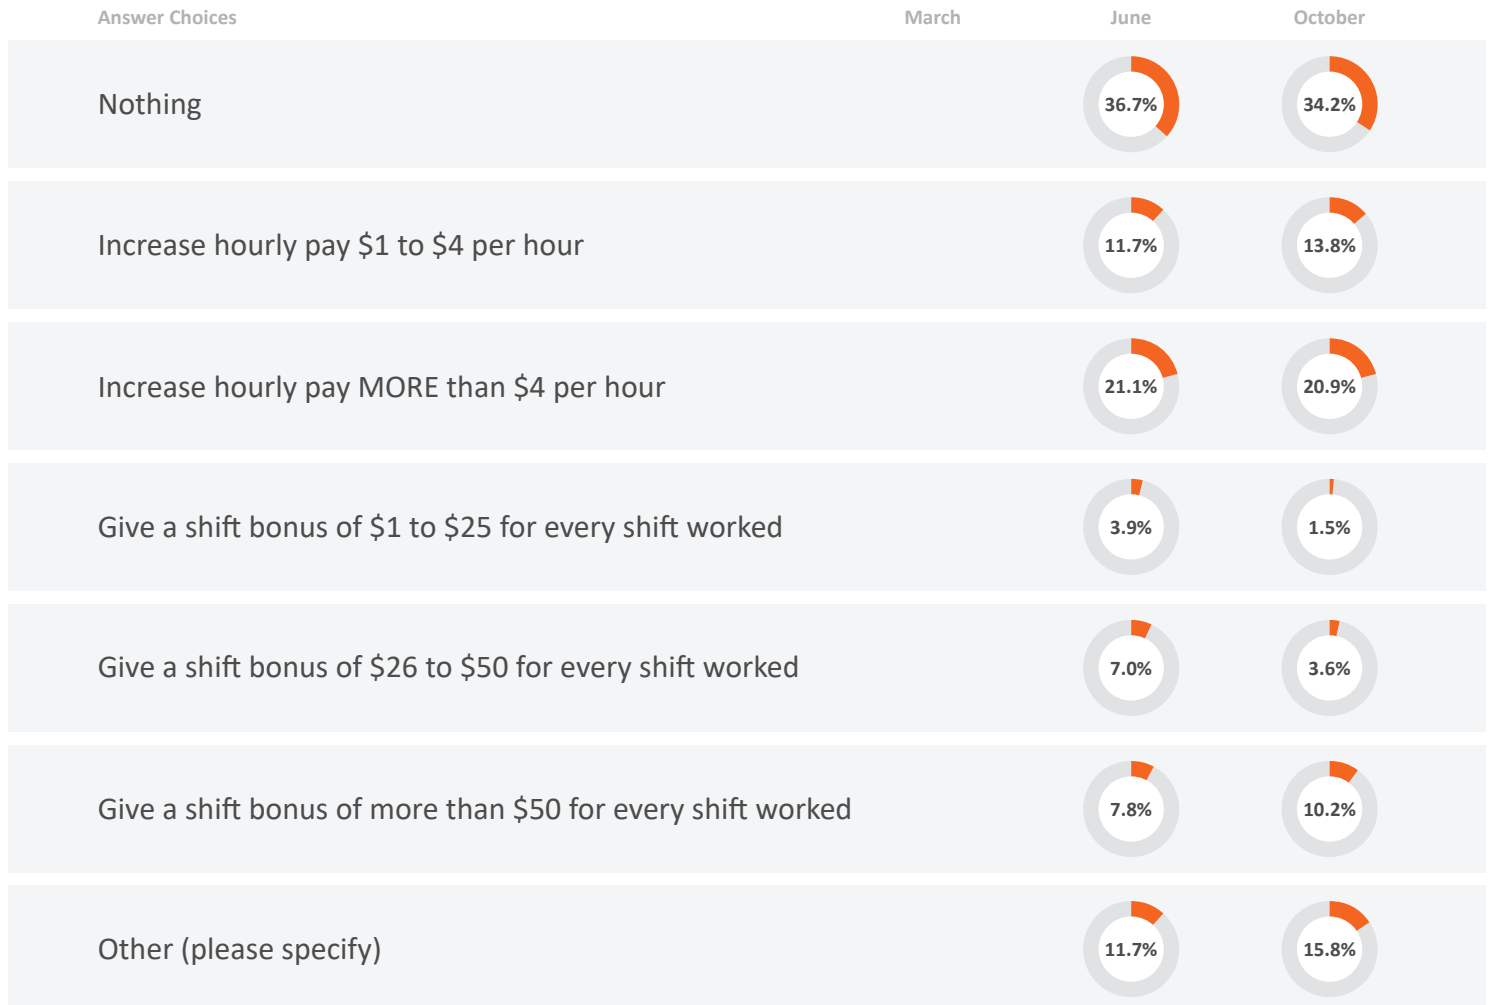 Answer Choices March June October
Nothing 36.7% 34.2%
Increase hourly pay $1 to $4 per hour 11.7% 13.8%
Increase hourly pay MORE than $4 per hour 21.1% 20.9%
Give a shift bonus of $1 to $25 for every shift worked 3.9% 1.5%
Give a shift bonus of $26 to $50 for every shift worked 7.0% 3.6%
Give a shift bonus of more than $50 for every shift worked 7.8% 10.2%
Other (please specify) 11.7% 15.8%